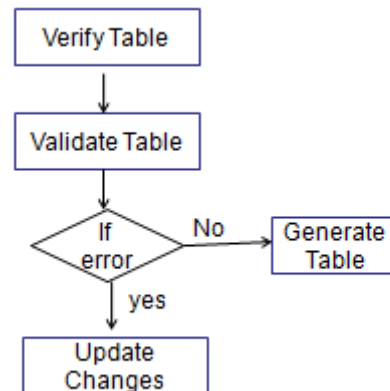 Verify Table
Validate Table
If
error
No
Generate
Table
yes
Update
Changes